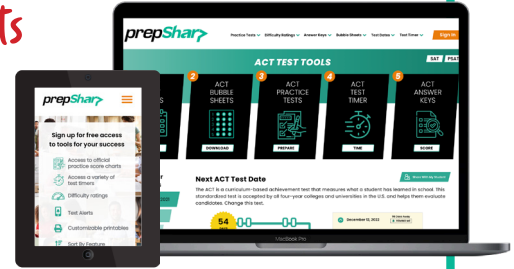 ts
prepSharp
Practice Tests Difficulty Ratings Answer Keys Bubble Sheets Test Dates Test Timer Sign In
ACT TEST TOOLS
SAT PSAT
S
2 ACT BUBBLE SHEETS
DOWNLOAD
3 ACT PRACTICE TESTS
PREPARE
4 ACT TEST TIMER
TIME
5 ACT ANSWER KEYS
SCORE
Next ACT Test Date
The ACT is a curriculum-based achievement test that measures what a student has learned in school. This
standardized test is accepted by all four-year colleges and universities in the U.S. and helps them evaluate
candidates. Change this text.
54
December 10, 2022
MacBook Pro
prepSharp
Sign up for free access
to tools for your success
Access to official
practice score charts
Access a variety of
test timers
Difficulty ratings
Text Alerts
Customizable printables
Sort By Feature